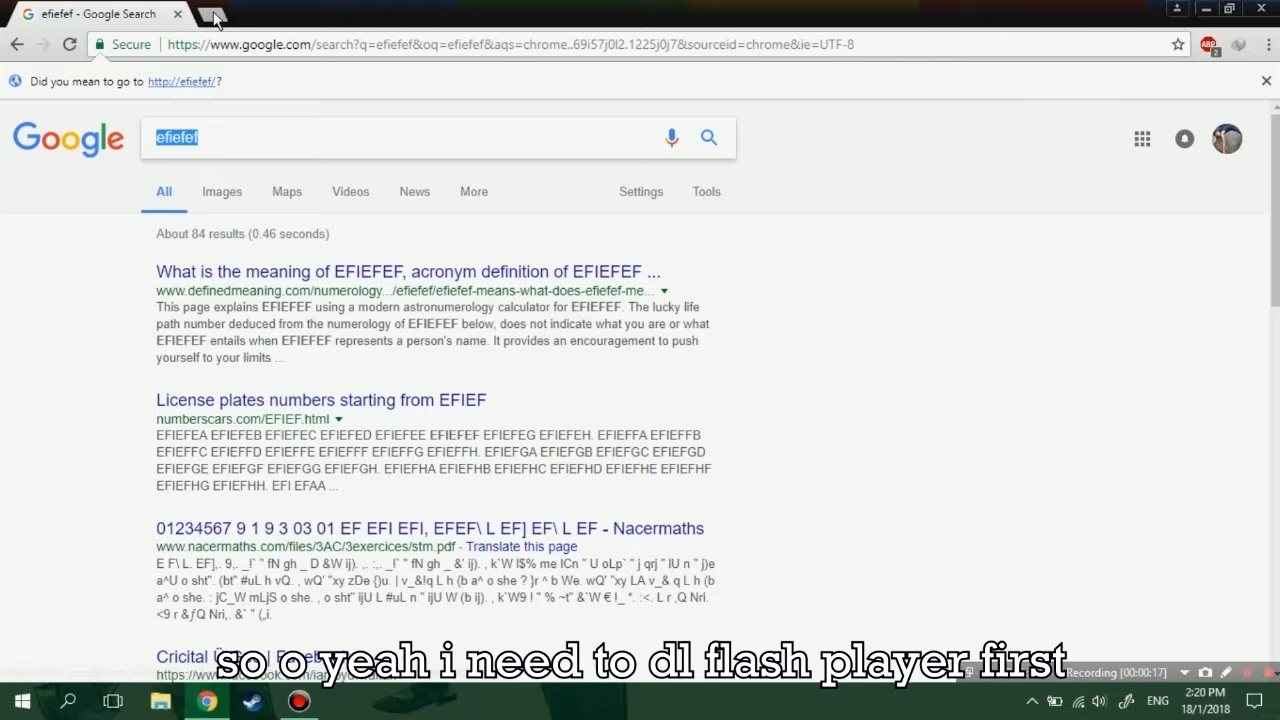 efiefef - Google Search
Secure
https://www.google.com/search?q=efiefef&oq=efiefef&aqs=chrome..69i57j0l2.1225j0j7&sourceid=chrome&ie=UTF-8
ABP
2
Did you mean to go to http://efiefef/?
Google
efiefef
All Images Maps Videos News More Settings Tools
About 84 results (0.46 seconds)
What is the meaning of EFIEFEF, acronym definition of EFIEFEF ...
www.definedmeaning.com/numerology.../efiefef/efiefef-means-what-does-efiefef-me...
This page explains EFIEFEF using a modern astronumerology calculator for EFIEFEF. The lucky life
path number deduced from the numerology of EFIEFEF below, does not indicate what you are or what
EFIEFEF entails when EFIEFEF represents a person's name. It provides an encouragement to push
yourself to your limits ...
License plates numbers starting from EFIEF
numberscars.com/EFIEF.html
EFIEFEA EFIEFEB EFIEFEC EFIEFED EFIEFEE EFIEFEF EFIEFEG EFIEFEH. EFIEFFA EFIEFFB
EFIEFFC EFIEFFD EFIEFFE EFIEFFF EFIEFFG EFIEFFH. EFIEFGA EFIEFGB EFIEFGC EFIEFGD
EFIEFGE EFIEFGF EFIEFGG EFIEFGH. EFIEFHA EFIEFHB EFIEFHC EFIEFHD EFIEFHE EFIEFHF
EFIEFHG EFIEFHH. EFI EFAA ...
01234567 9 1 9 3 03 01 EF EFI EFI, EFEF\ L EF] EF\ L EF - Nacermaths
www.nacermaths.com/files/3AC/3exercices/stm.pdf - Translate this page
Cricital
so o yeah i need to dl flash player first
Recording [00:00:17]
ENG
2:20 PM
18/1/2018